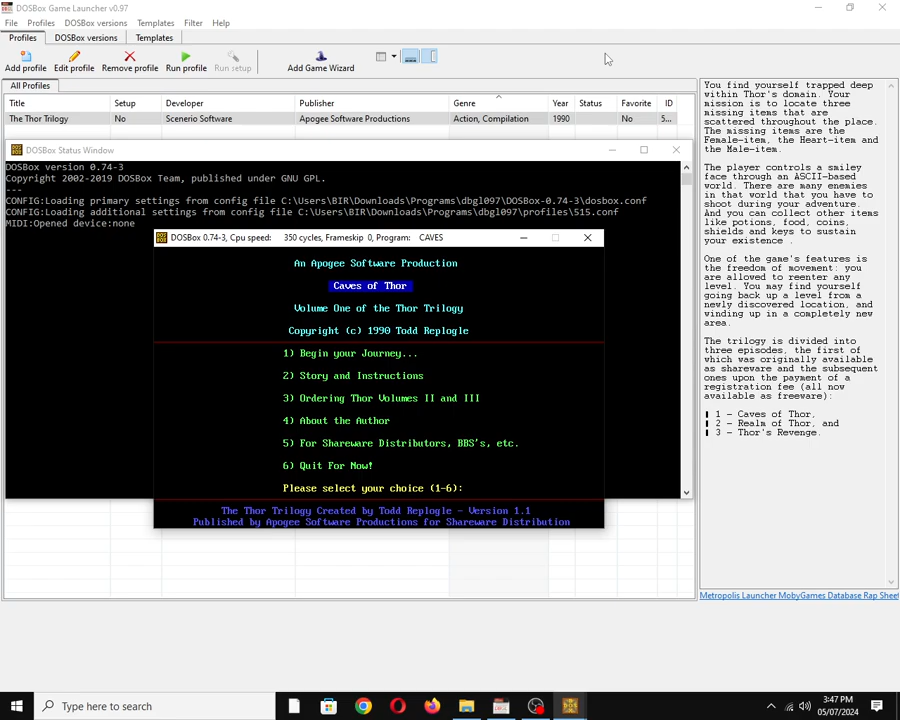 DOSBox Game Launcher v0.97
File Profiles DOSBox versions Templates Filter Help
Profiles DOSBox versions Templates
Add profile Edit profile Remove profile Run profile Run setup Add Game Wizard
All Profiles
Title Setup Developer Publisher Genre Year Status Favorite ID
The Thor Trilogy No Scenerio Software Apogee Software Productions Action, Compilation 1990 No 5...
DOSBox Status Window
DOSBox version 0.74-3
Copyright 2002-2019 DOSBox Team, published under GNU GPL.
---
CONFIG:Loading primary settings from config file C:\Users\BIR\Downloads\Programs\dbgl097\DOSBox-0.74-3\dosbox.conf
CONFIG:Loading additional settings from config file C:\Users\BIR\Downloads\Programs\dbgl097\profiles\515.conf
MIDI:Opened device:none
DOSBox 0.74-3, Cpu speed: 350 cycles, Frameskip 0, Program: CAVES
An Apogee Software Production
Caves of Thor
Volume One of the Thor Trilogy
Copyright (c) 1990 Todd Replogle
1) Begin your Journey...
2) Story and Instructions
3) Ordering Thor Volumes II and III
4) About the Author
5) For Shareware Distributors, BBS's, etc.
6) Quit For Now!
Please select your choice (1-6):
The Thor Trilogy Created by Todd Replogle - Version 1.1
Published by Apogee Software Productions for Shareware Distribution
You find yourself trapped deep
within Thor's domain. Your
mission is to locate three
missing items that are
scattered throughout the place.
The missing items are the
Female-item, the Heart-item and
the Male-item.
The player controls a smiley
face through an ASCII-based
world. There are many enemies
in that world that you have to
shoot during your adventure.
And you can collect other items
like potions, food, coins,
shields and keys to sustain
your existence .
One of the game's features is
the freedom of movement: you
are allowed to reenter any
level. You may find yourself
going back up a level from a
newly discovered location, and
winding up in a completely new
area.
The trilogy is divided into
three episodes, the first of
which was originally available
as shareware and the subsequent
ones upon the payment of a
registration fee (all now
available as freeware):
1 – Caves of Thor,
2 – Realm of Thor, and
3 – Thor's Revenge.
Metropolis Launcher MobyGames Database Rap Sheet
Type here to search
3:47 PM
05/07/2024